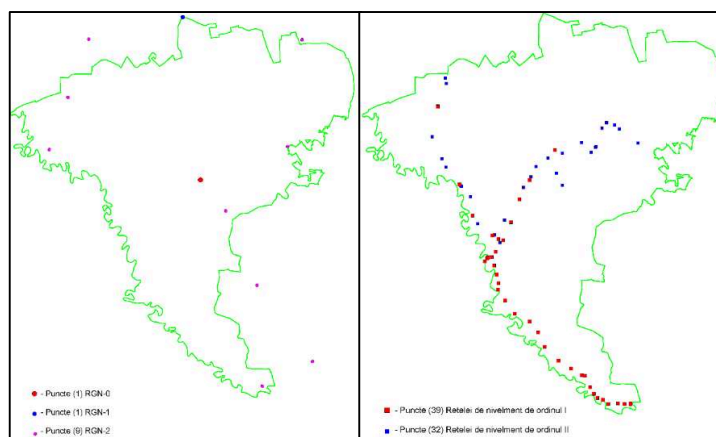 - Puncte (1) RGN-0
- Puncte (1) RGN-1
- Puncte (9) RGN-2
- Puncte (39) Retelei de nivelment de ordinul I
- Puncte (32) Retelei de nivelment de ordinul II